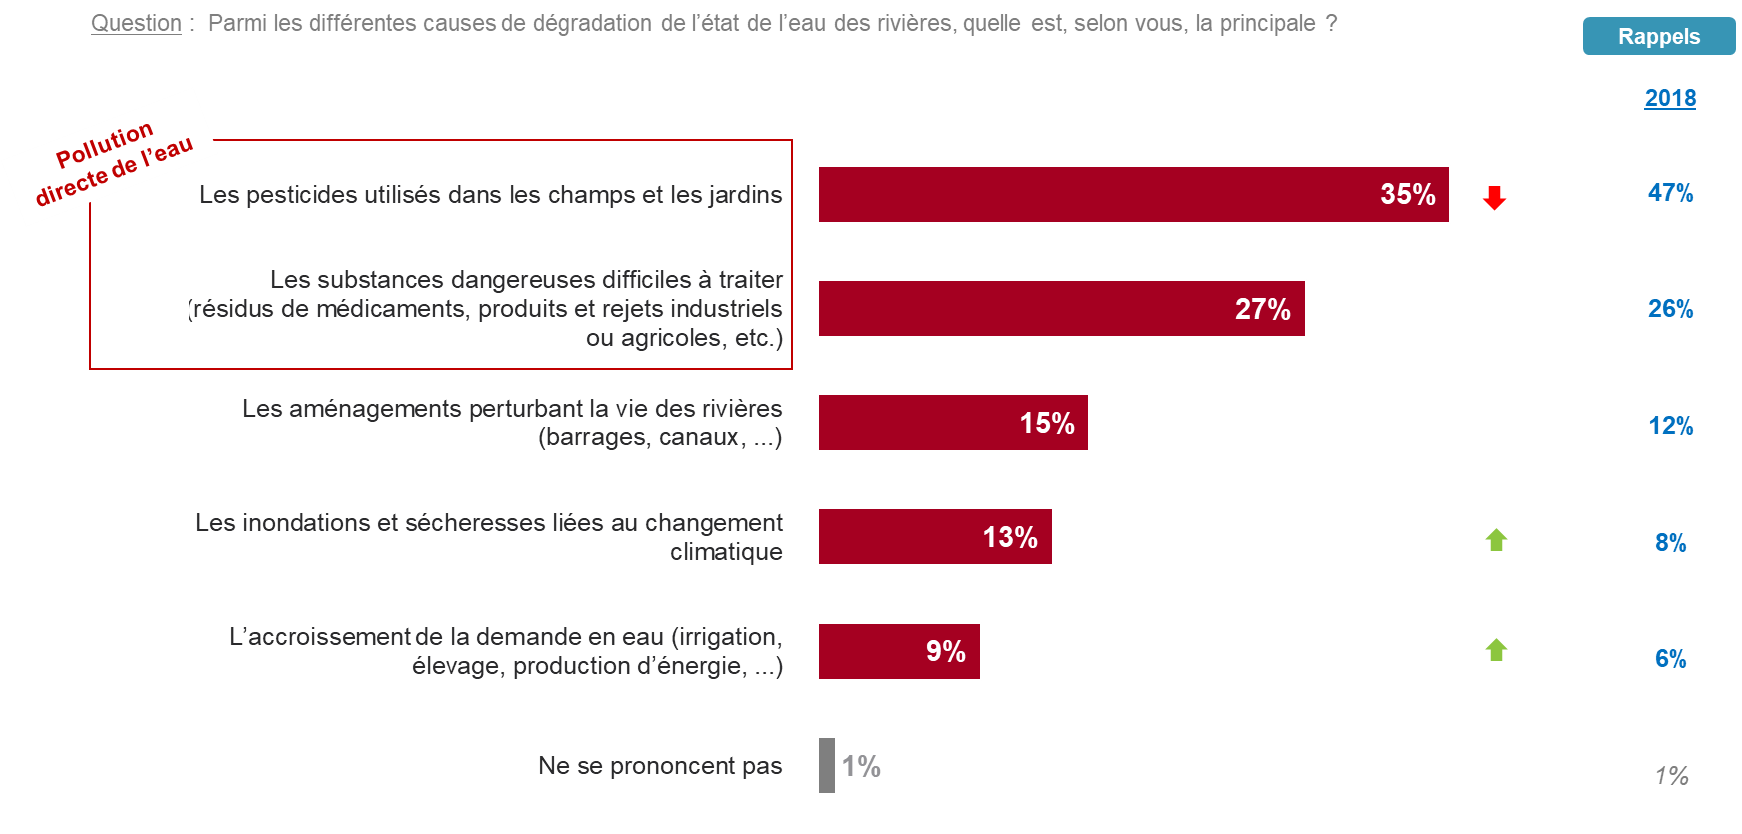 Question : Parmi les différentes causes de dégradation de l’état de l’eau des rivières, quelle est, selon vous, la principale ?
Rappels
2018
Pollution
directe de l’eau
Les pesticides utilisés dans les champs et les jardins
35%
47%
Les substances dangereuses difficiles à traiter
(résidus de médicaments, produits et rejets industriels
ou agricoles, etc.)
27%
26%
Les aménagements perturbant la vie des rivières
(barrages, canaux, ...)
15%
12%
Les inondations et sécheresses liées au changement
climatique
13%
8%
L’accroissement de la demande en eau (irrigation,
élevage, production d’énergie, ...)
9%
6%
Ne se prononcent pas
1%
1%